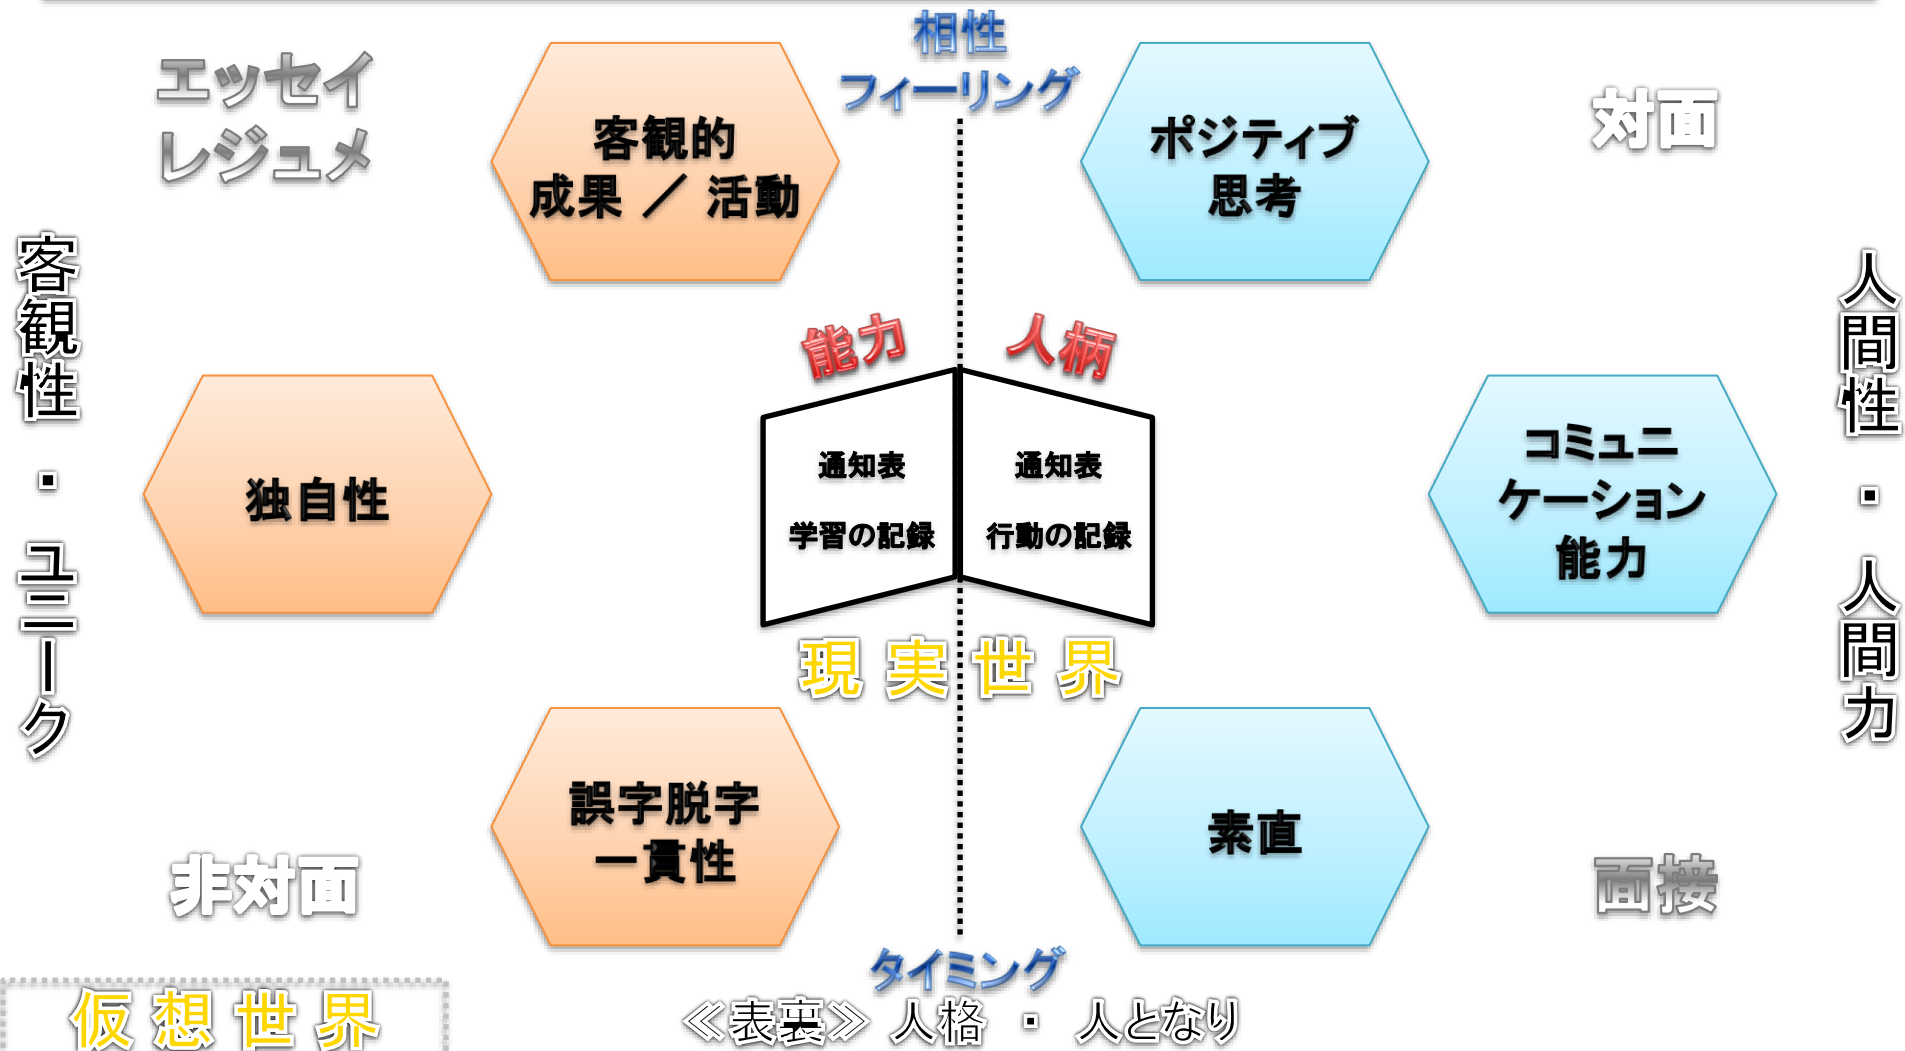 相性
フィーリング
エッセイ
レジュメ
客観的
成果 ／ 活動
ポジティブ
思考
対面
客観性 ・ ユニーク
能力
人柄
人間性 ・ 人間力
独自性
通知表
学習の記録
通知表
行動の記録
コミュニ
ケーション
能力
現実世界
誤字脱字
一貫性
素直
非対面
面接
タイミング
仮想世界
≪表裏≫ 人格 ・ 人となり